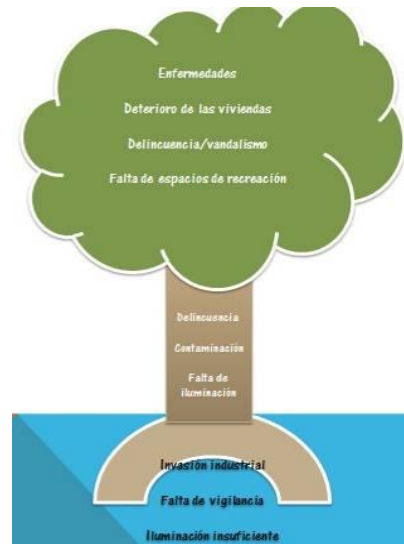 Enfermedades
Deterioro de las viviendas
Delincuencia/vandalismo
Falta de espacios de recreación
Delincuencia
Contaminación
Falta de
iluminación
Invasión industrial
Falta de vigilancia
Iluminación insuficiente